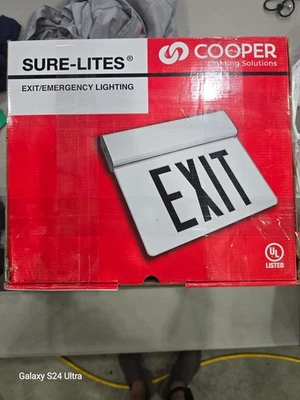 SURE-LITES®
EXIT/EMERGENCY LIGHTING
COOPER
Lighting Solutions
EXIT
UL
LISTED
Galaxy S24 Ultra